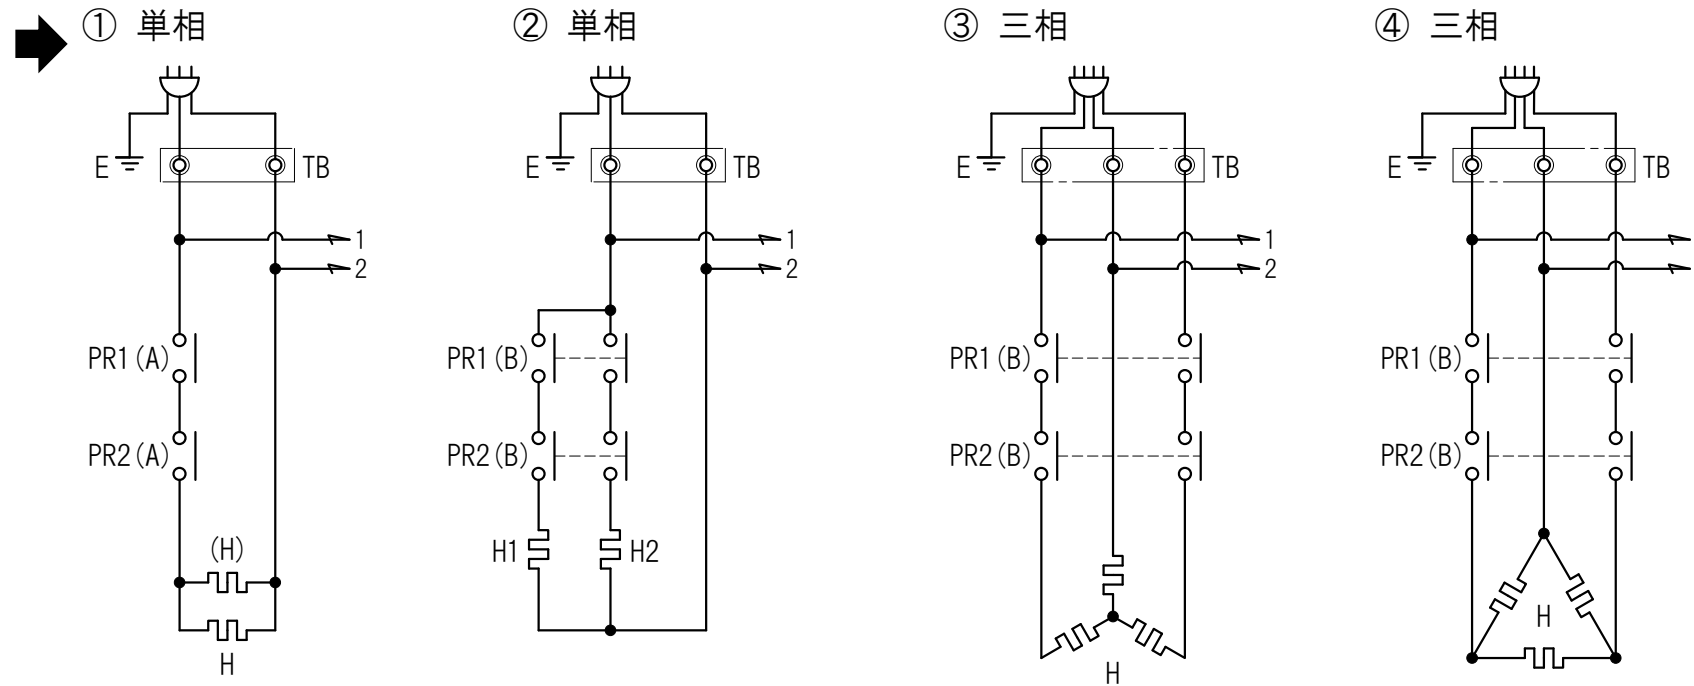 ① 単相
② 単相
③ 三相
④ 三相
E
TB
E
TB
E
TB
E
TB
1
2
1
2
1
2
PR1(A)
PR1(B)
PR1(B)
PR1(B)
PR2(A)
PR2(B)
PR2(B)
PR2(B)
(H)
H
H1
H2
H
H